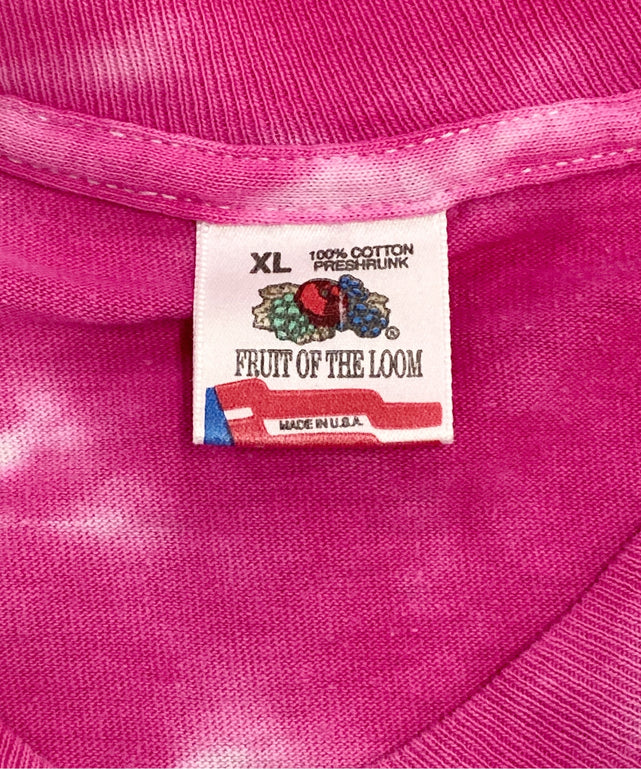 XL 100% COTTON
PRESHRUNK
®
FRUIT OF THE LOOM
MADE IN U.S.A.